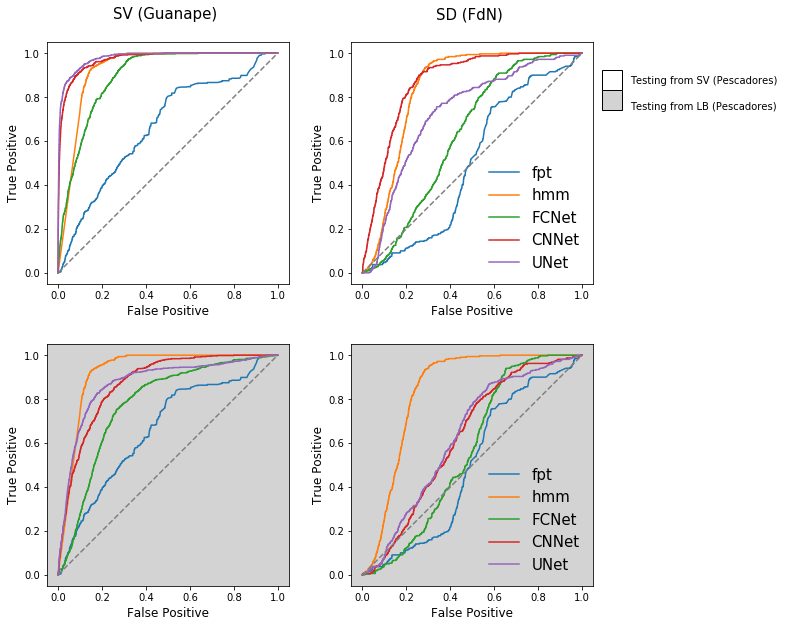 SV (Guanape)
SD (FdN)
1.0
0.8
0.6
0.4
0.2
0.0
True Positive
0.0 0.2 0.4 0.6 0.8 1.0
False Positive
1.0
0.8
0.6
0.4
0.2
0.0
True Positive
fpt
hmm
FCNet
CNNet
UNet
0.0 0.2 0.4 0.6 0.8 1.0
False Positive
Testing from SV (Pescadores)
Testing from LB (Pescadores)
1.0
0.8
0.6
0.4
0.2
0.0
True Positive
0.0 0.2 0.4 0.6 0.8 1.0
False Positive
1.0
0.8
0.6
0.4
0.2
0.0
True Positive
fpt
hmm
FCNet
CNNet
UNet
0.0 0.2 0.4 0.6 0.8 1.0
False Positive